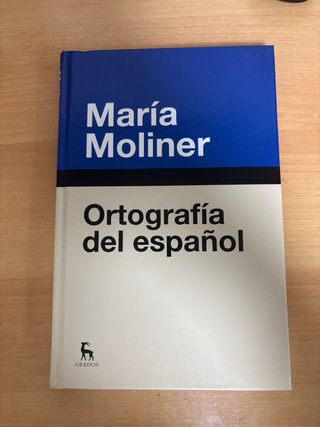 María
Moliner
Ortografía
del español
GREDOS